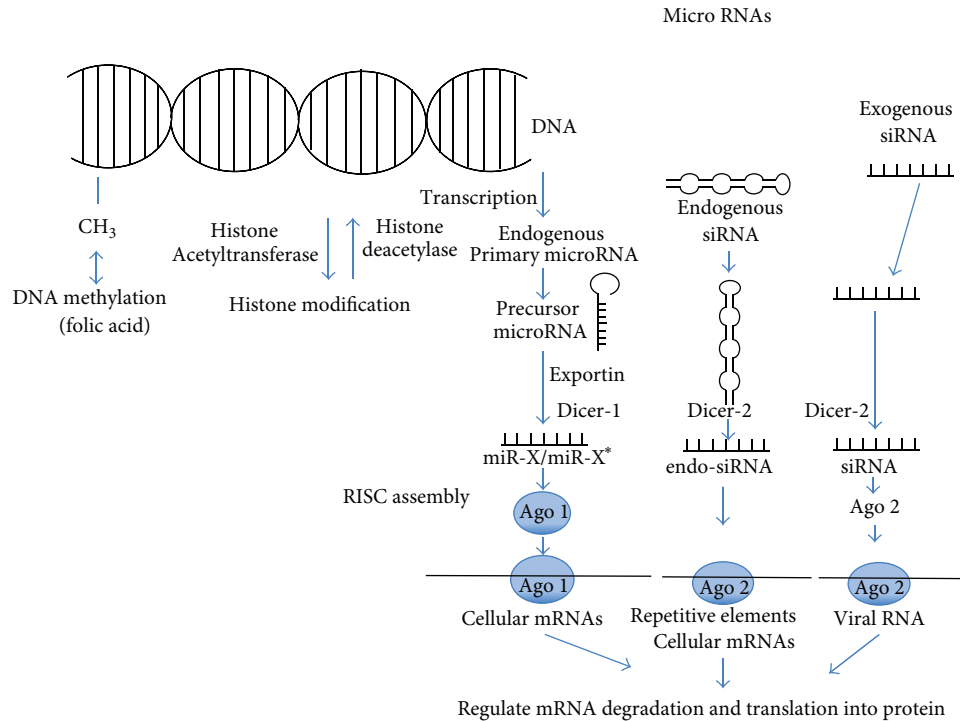 Micro RNAs
DNA
Exogenous
siRNA
CH₃
DNA methylation
(folic acid)
Histone
Acetyltransferase
Histone
deacetylase
Histone modification
Transcription
Endogenous
Primary microRNA
Precursor
microRNA
Exportin
Dicer-1
miR-X/miR-X*
RISC assembly
Ago 1
Ago 1
Cellular mRNAs
Endogenous
siRNA
Dicer-2
endo-siRNA
Ago 2
Repetitive elements
Cellular mRNAs
Dicer-2
siRNA
Ago 2
Ago 2
Viral RNA
Regulate mRNA degradation and translation into protein